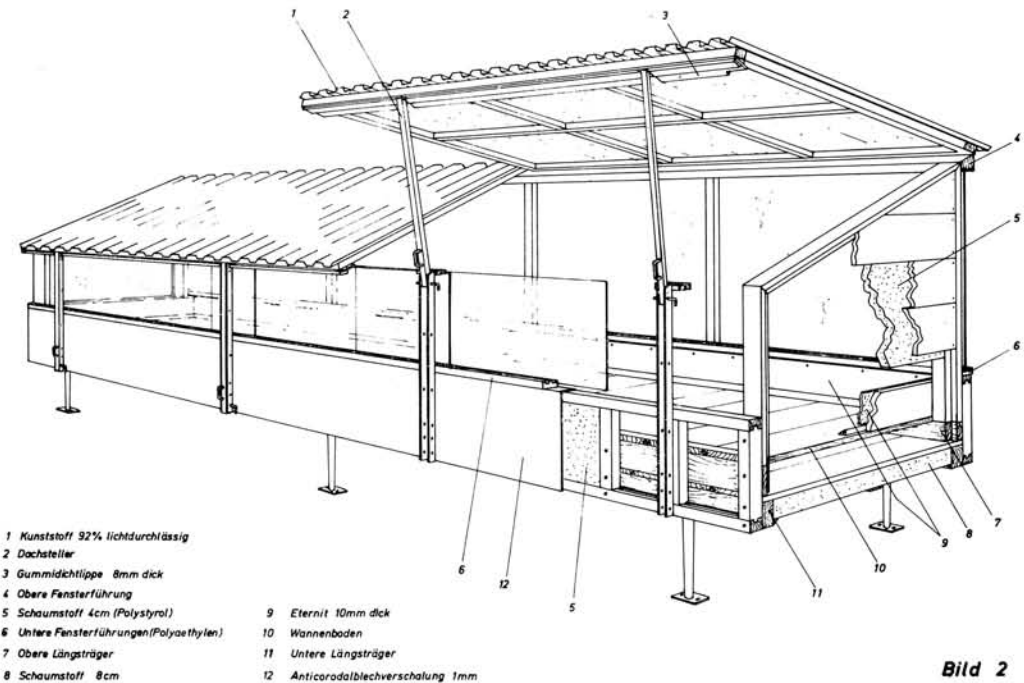 1
2
3
4
5
6
6
12
5
11
10
9
8
7
1 Kunststoff 92% lichtdurchlässig
2 Dachsteller
3 Gummidichtlippe 8mm dick
4 Obere Fensterführung
5 Schaumstoff 4cm (Polystyrol)
6 Untere Fensterführungen(Polyaethylen)
7 Obere Längsträger
8 Schaumstoff 8cm
9 Eternit 10mm dick
10 Wannenboden
11 Untere Längsträger
12 Anticorodalblechverschalung 1mm
Bild 2